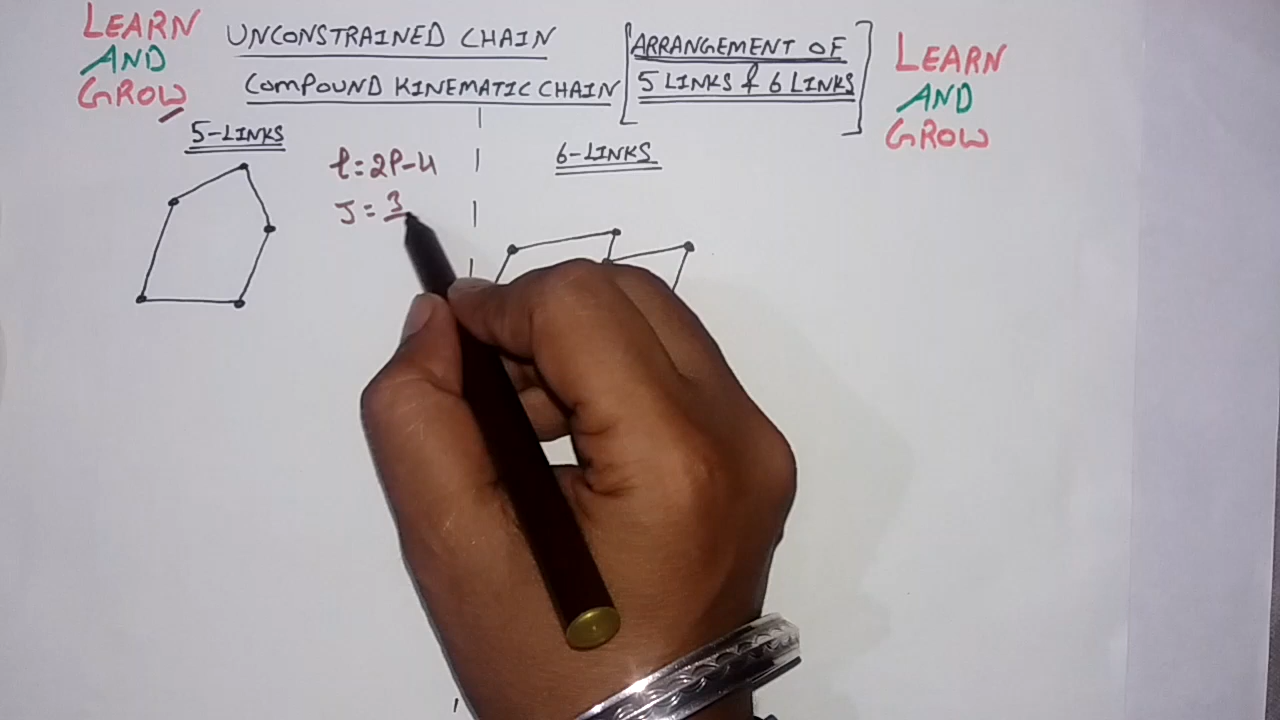 LEARN
AND
GROW
UNCONSTRAINED CHAIN
COMPOUND KINEMATIC CHAIN
[ARRANGEMENT OF
5 LINKS & 6 LINKS]
LEARN
AND
GROW
5-LINKS
l=2P-4
J=3
6-LINKS